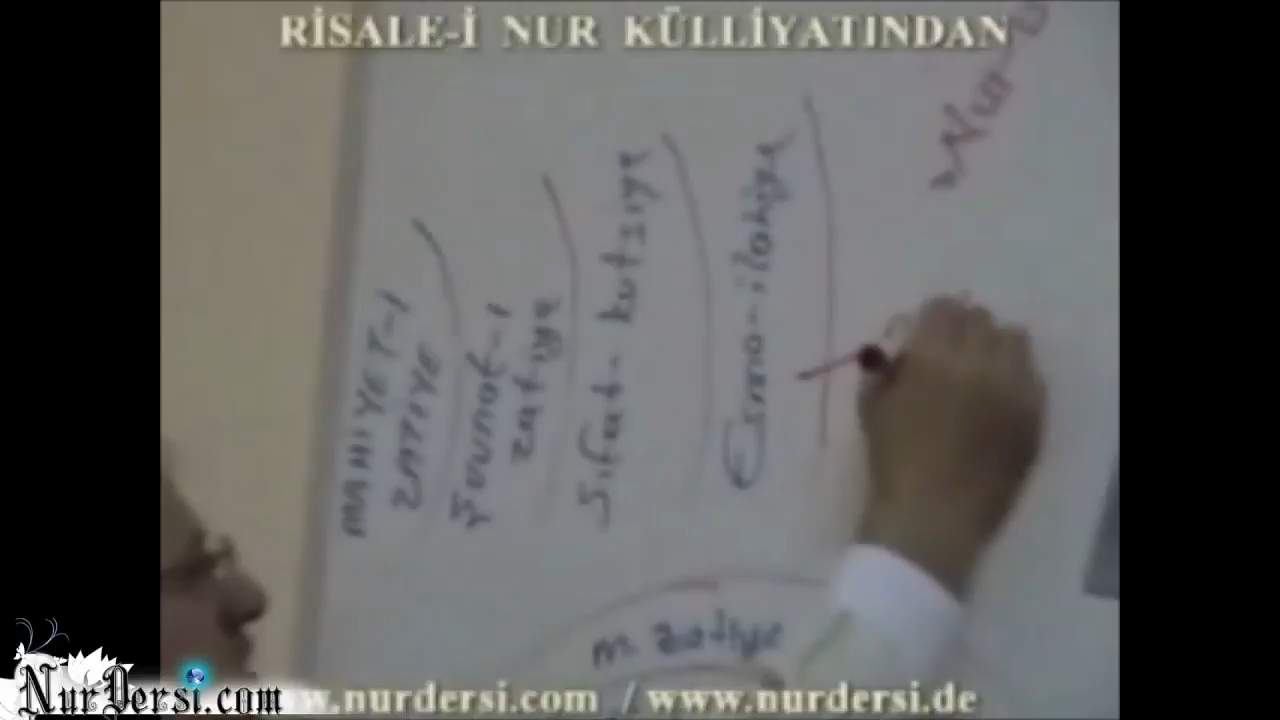 RİSALE-İ NUR KÜLLİYATINDAN
MAHIYET-I
ZATIYE
Şuunat-ı
zatiye
Sıfat-kutsiye
Esma-ilahiye
Nur-
m. zatiye
NurDersi.com
w.nurdersi.com / www.nurdersi.de